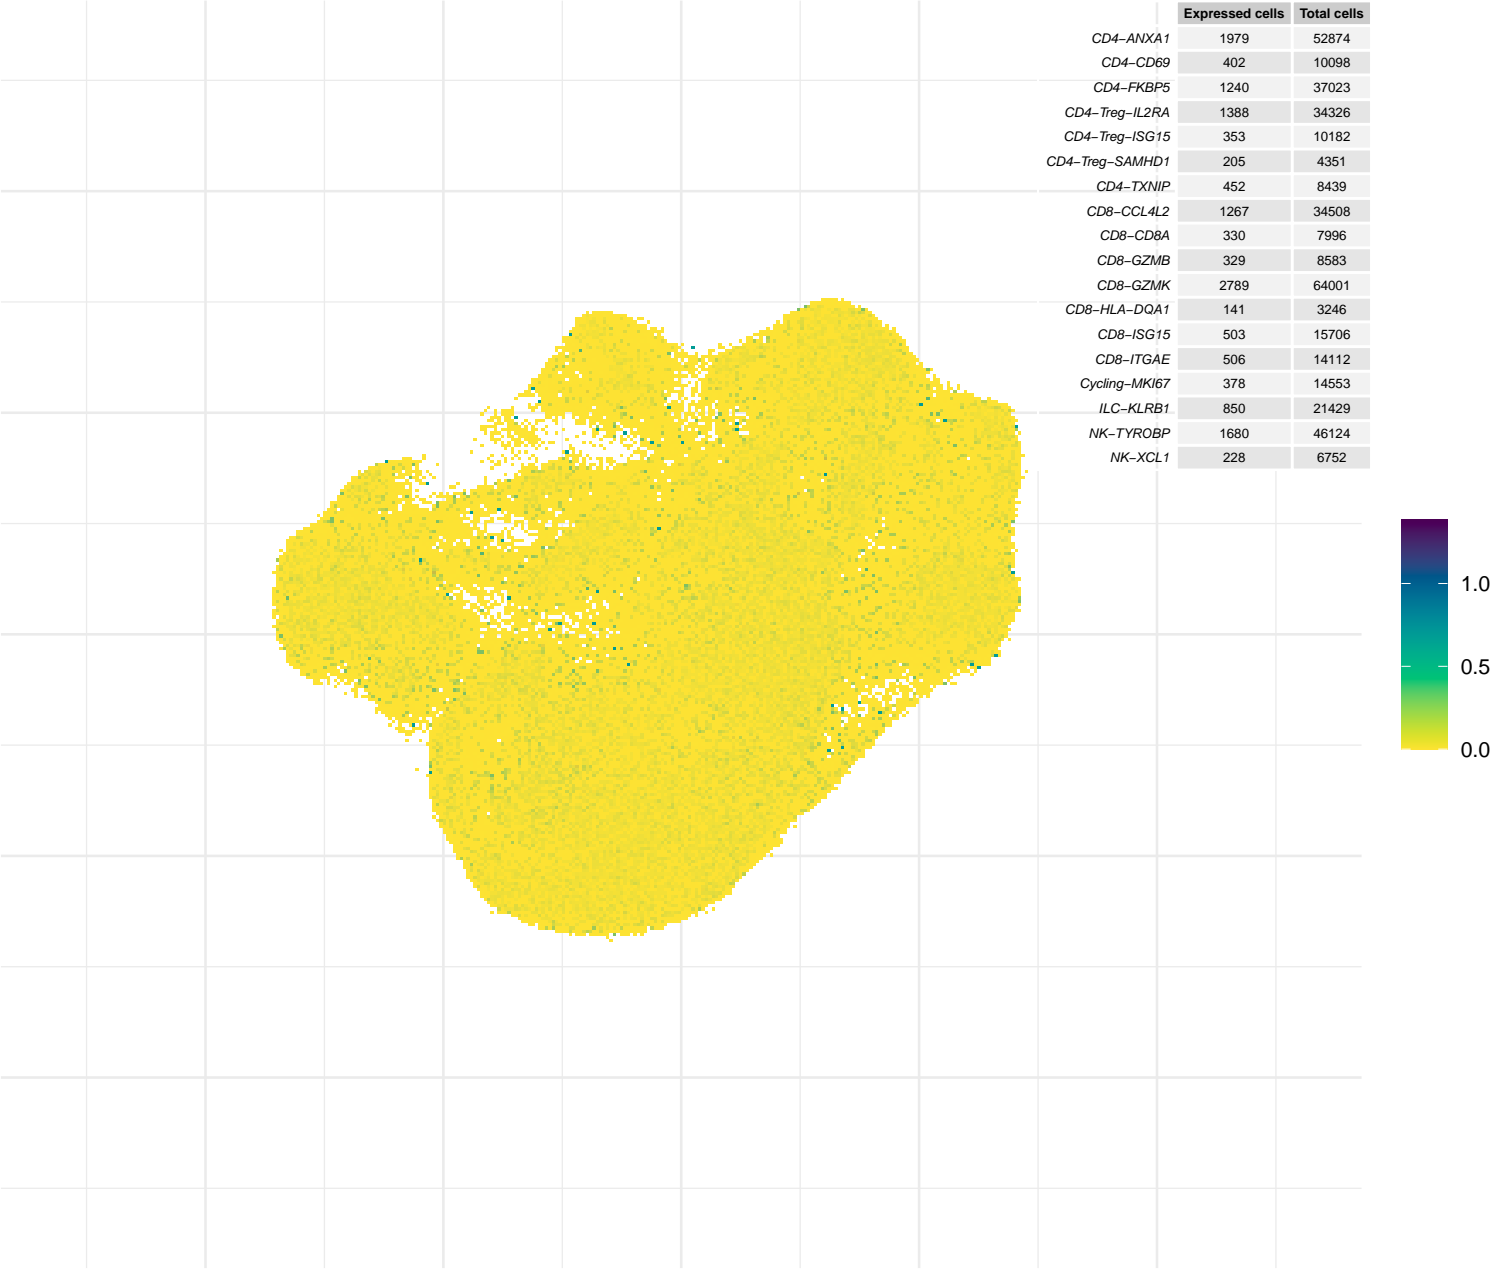 Expressed cells Total cells
CD4−ANXA1 1979 52874
CD4−CD69 402 10098
CD4−FKBP5 1240 37023
CD4−Treg−IL2RA 1388 34326
CD4−Treg−ISG15 353 10182
CD4−Treg−SAMHD1 205 4351
CD4−TXNIP 452 8439
CD8−CCL4L2 1267 34508
CD8−CD8A 330 7996
CD8−GZMB 329 8583
CD8−GZMK 2789 64001
CD8−HLA−DQA1 141 3246
CD8−ISG15 503 15706
CD8−ITGAE 506 14112
Cycling−MKI67 378 14553
ILC−KLRB1 850 21429
NK−TYROBP 1680 46124
NK−XCL1 228 6752
1.0
0.5
0.0